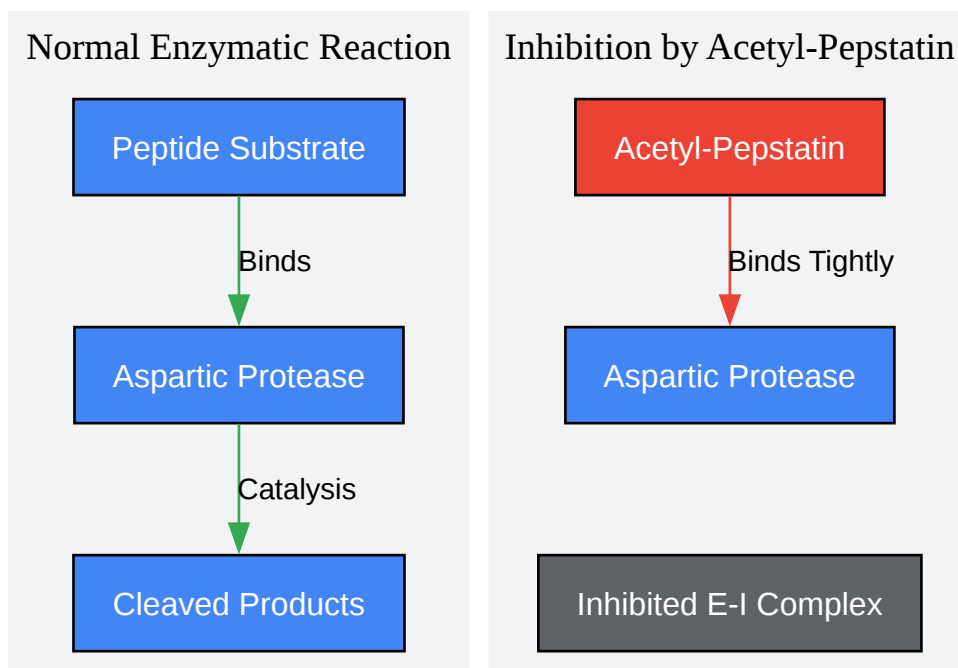 Normal Enzymatic Reaction
Peptide Substrate
Binds
Aspartic Protease
Catalysis
Cleaved Products
Inhibition by Acetyl-Pepstatin
Acetyl-Pepstatin
Binds Tightly
Aspartic Protease
Inhibited E-I Complex